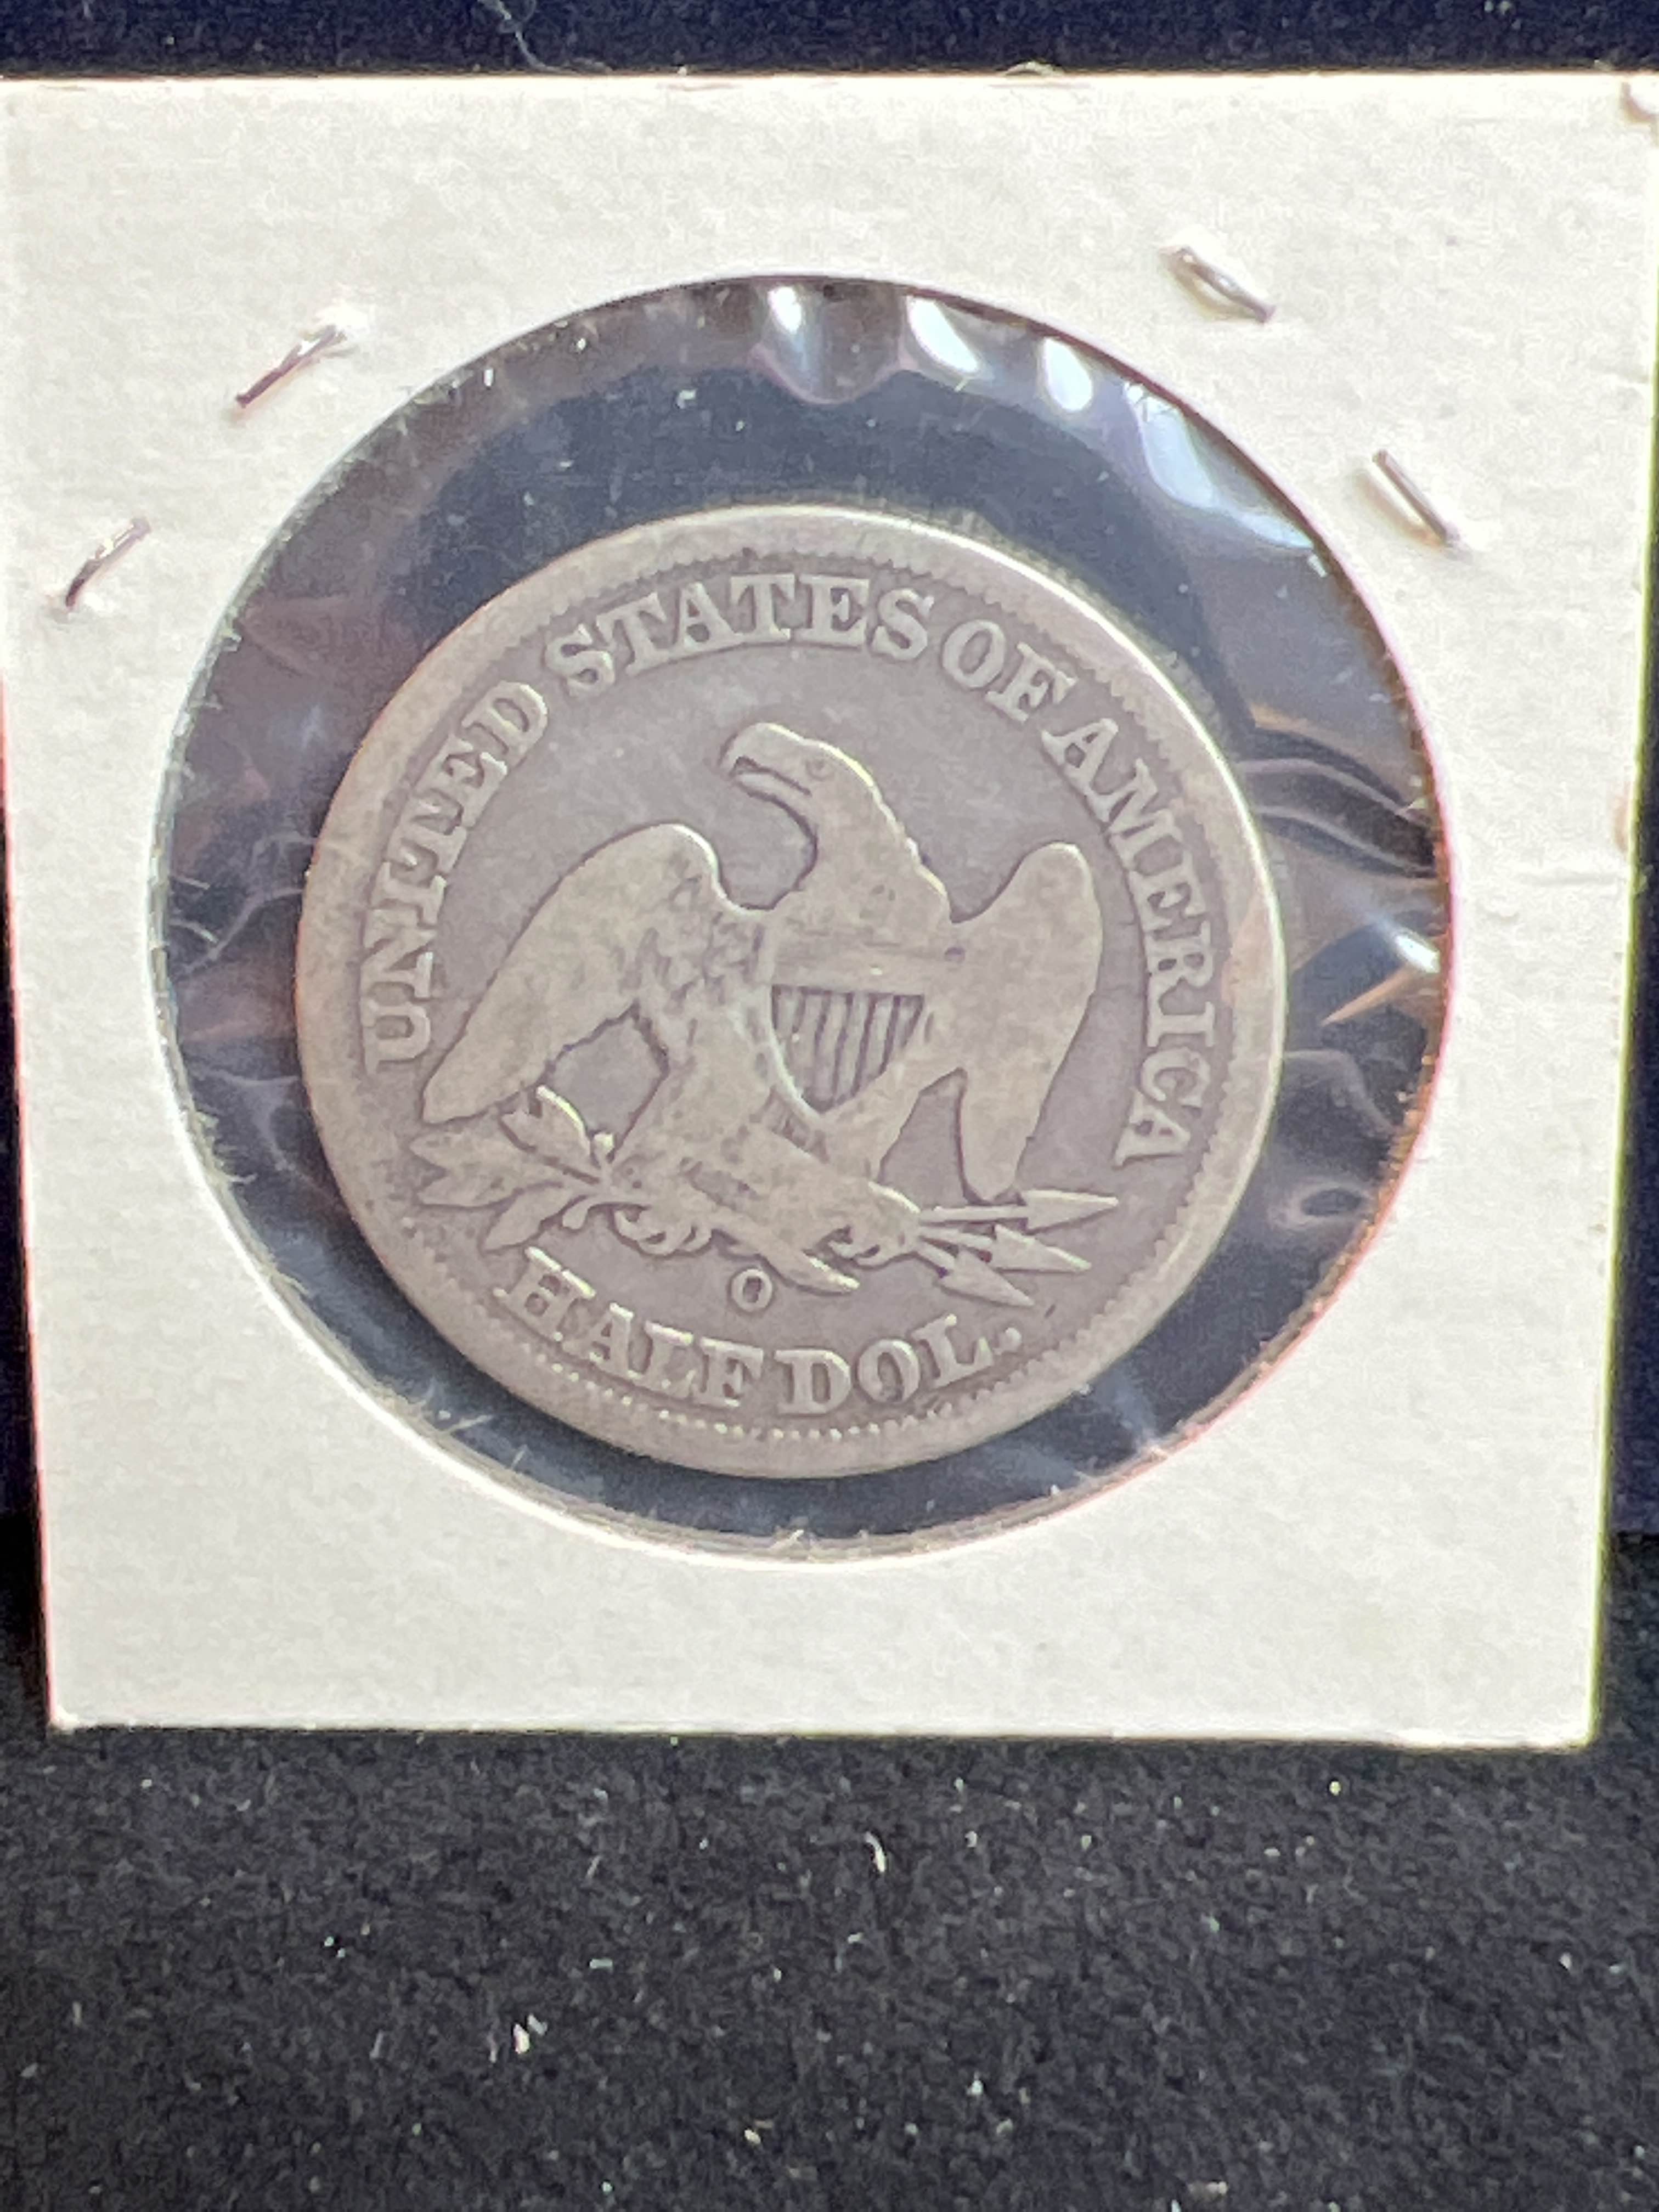 UNITED STATES OF AMERICA
O
HALF DOL.